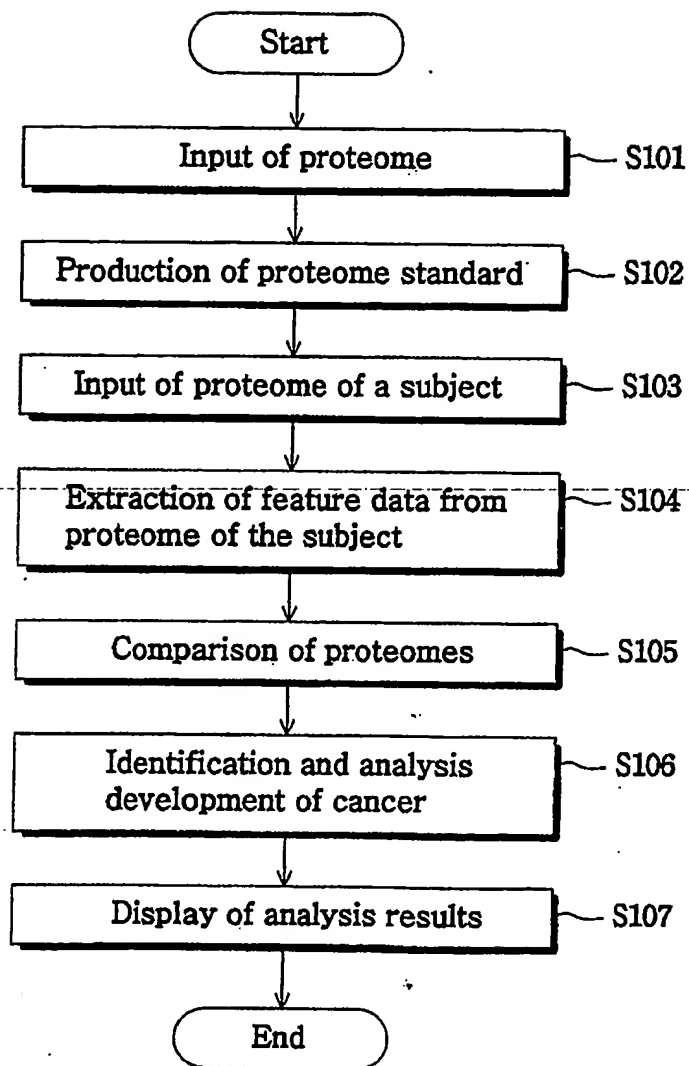 Start
Input of proteome
S101
Production of proteome standard
S102
Input of proteome of a subject
S103
Extraction of feature data from
proteome of the subject
S104
Comparison of proteomes
S105
Identification and analysis
development of cancer
S106
Display of analysis results
S107
End